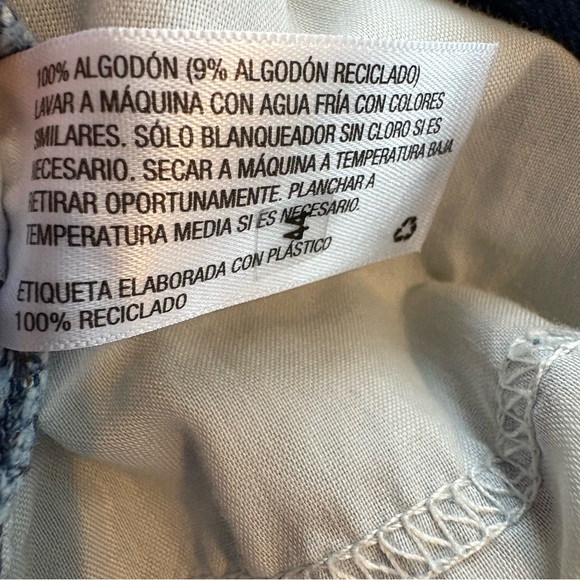 100% ALGODÓN (9% ALGODÓN RECICLADO)
LAVAR A MÁQUINA CON AGUA FRÍA CON COLORES
SIMILARES. SÓLO BLANQUEADOR SIN CLORO SI ES
NECESARIO. SECAR A MÁQUINA A TEMPERATURA BAJA.
RETIRAR OPORTUNAMENTE. PLANCHAR A
TEMPERATURA MEDIA SI ES NECESARIO.
ETIQUETA ELABORADA CON PLÁSTICO
100% RECICLADO